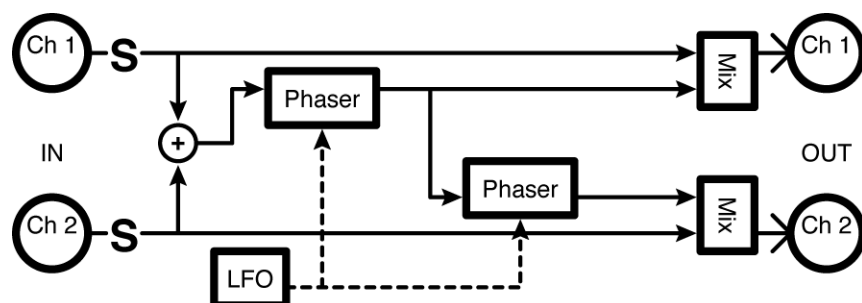 Ch 1
S
Mix
Ch 1
Phaser
+
IN
OUT
Phaser
Mix
Ch 2
S
Ch 2
LFO